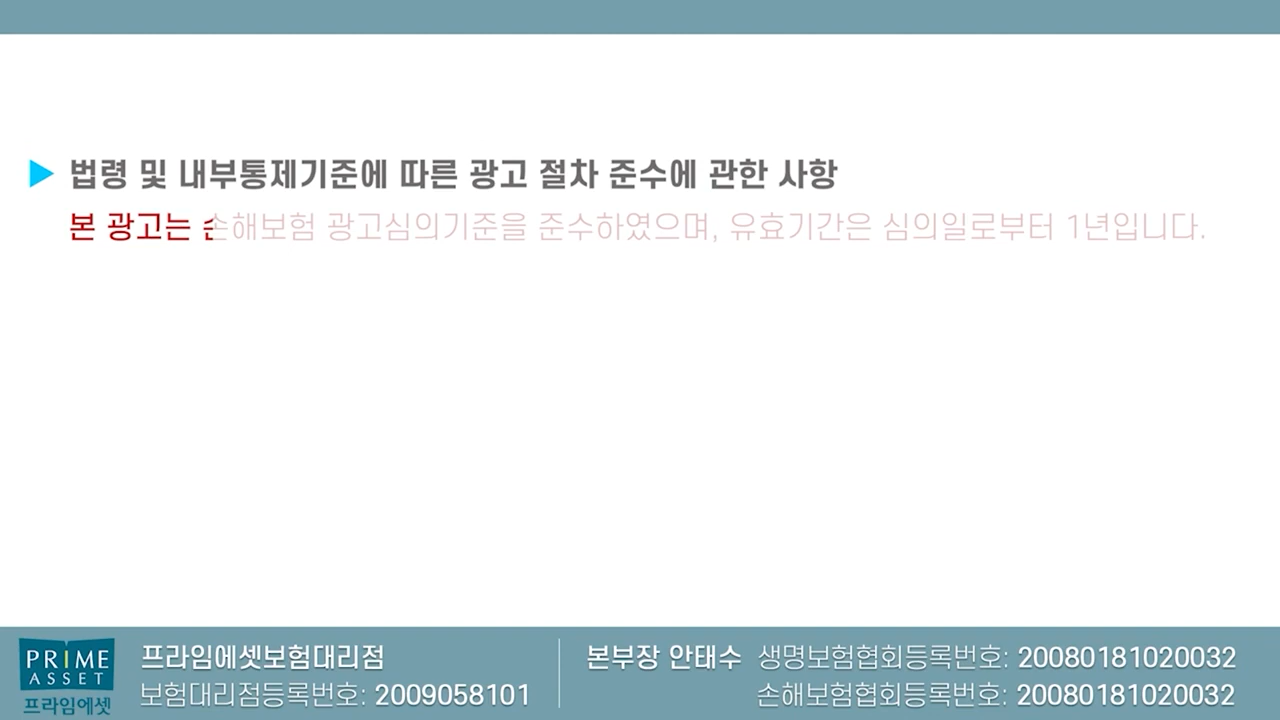 ▶ 법령 및 내부통제기준에 따른 광고 절차 준수에 관한 사항
본 광고는 손해보험 광고심의기준을 준수하였으며, 유효기간은 심의일로부터 1년입니다.
PRIME
ASSET
프라임에셋
프라임에셋보험대리점
보험대리점등록번호: 2009058101
본부장 안태수 생명보험협회등록번호: 20080181020032
손해보험협회등록번호: 20080181020032